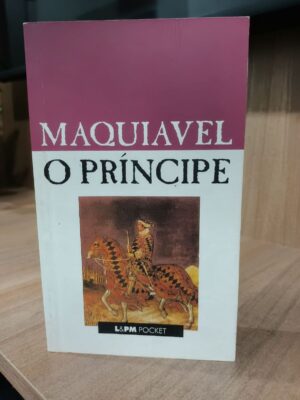 MAQUIAVEL
O PRÍNCIPE
L&PM POCKET